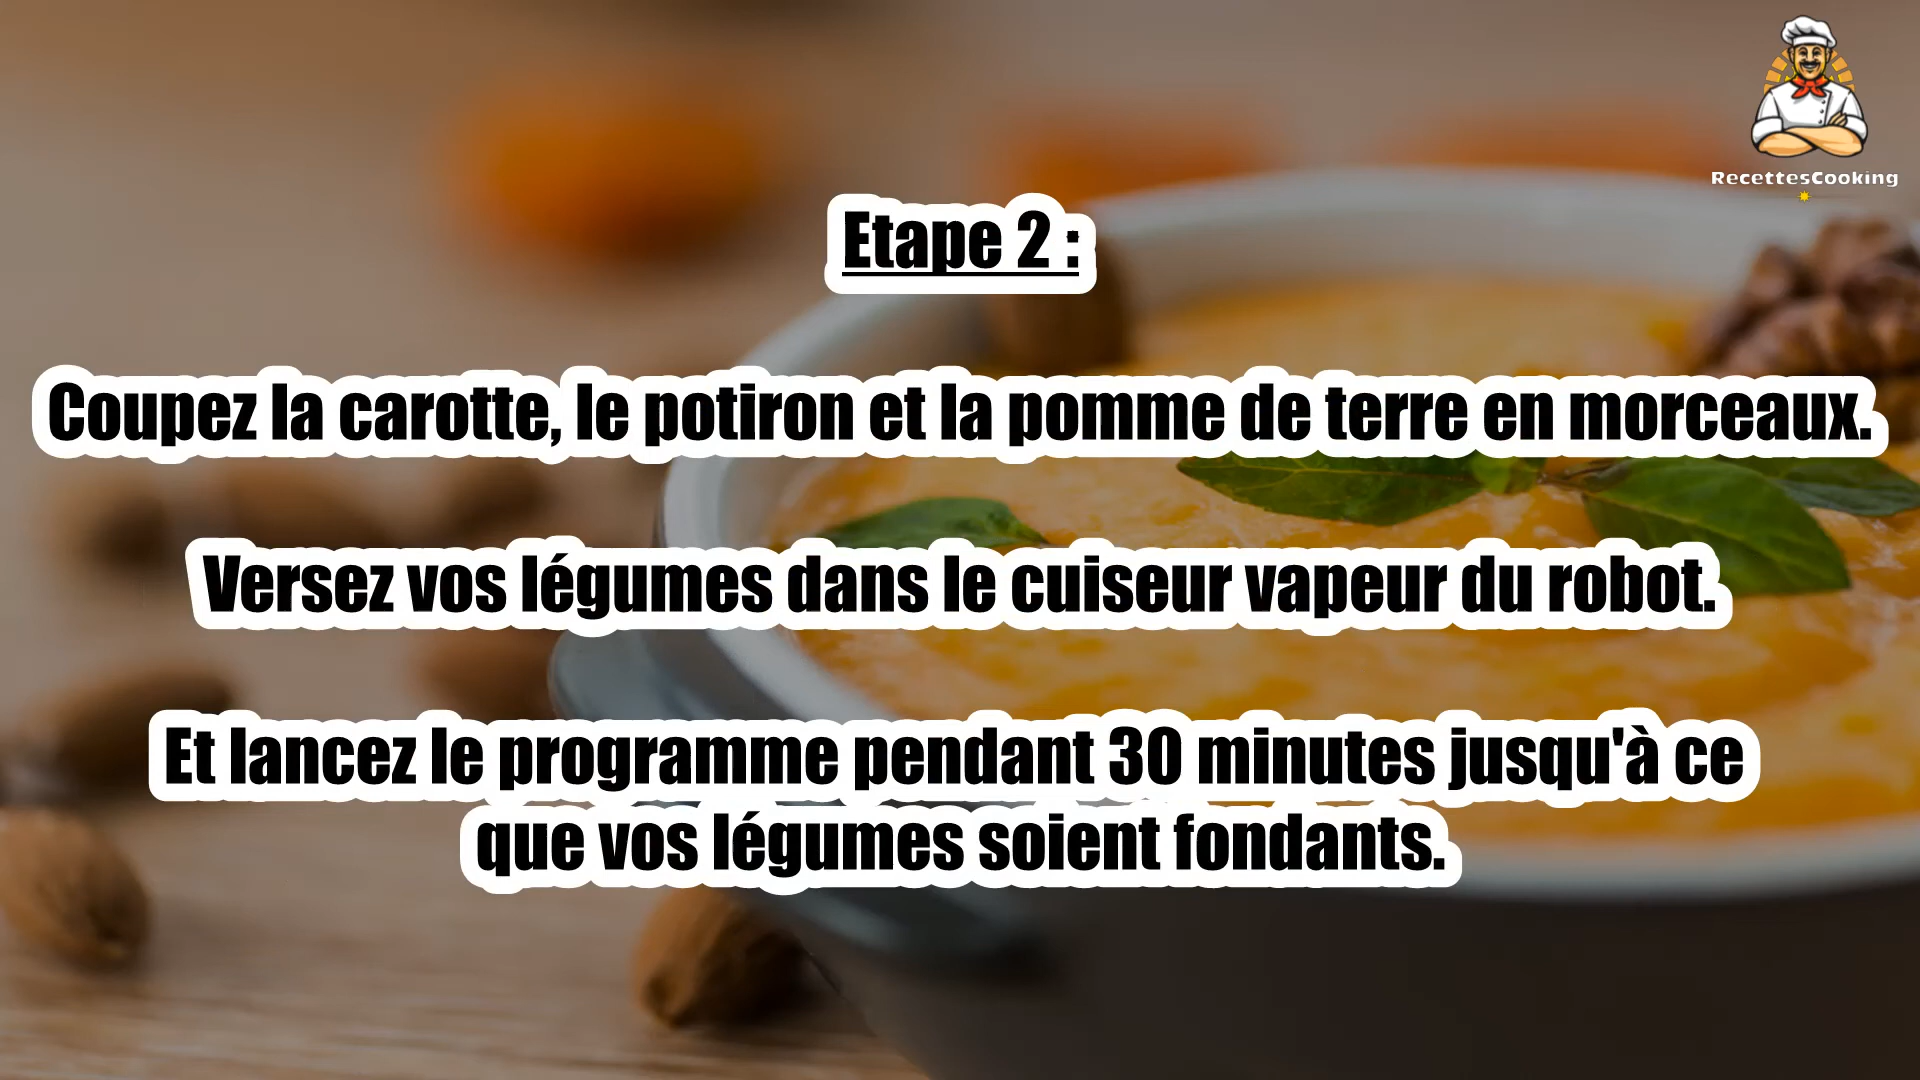 RecettesCooking
Etape 2 :
Coupez la carotte, le potiron et la pomme de terre en morceaux.
Versez vos légumes dans le cuiseur vapeur du robot.
Et lancez le programme pendant 30 minutes jusqu'à ce
que vos légumes soient fondants.